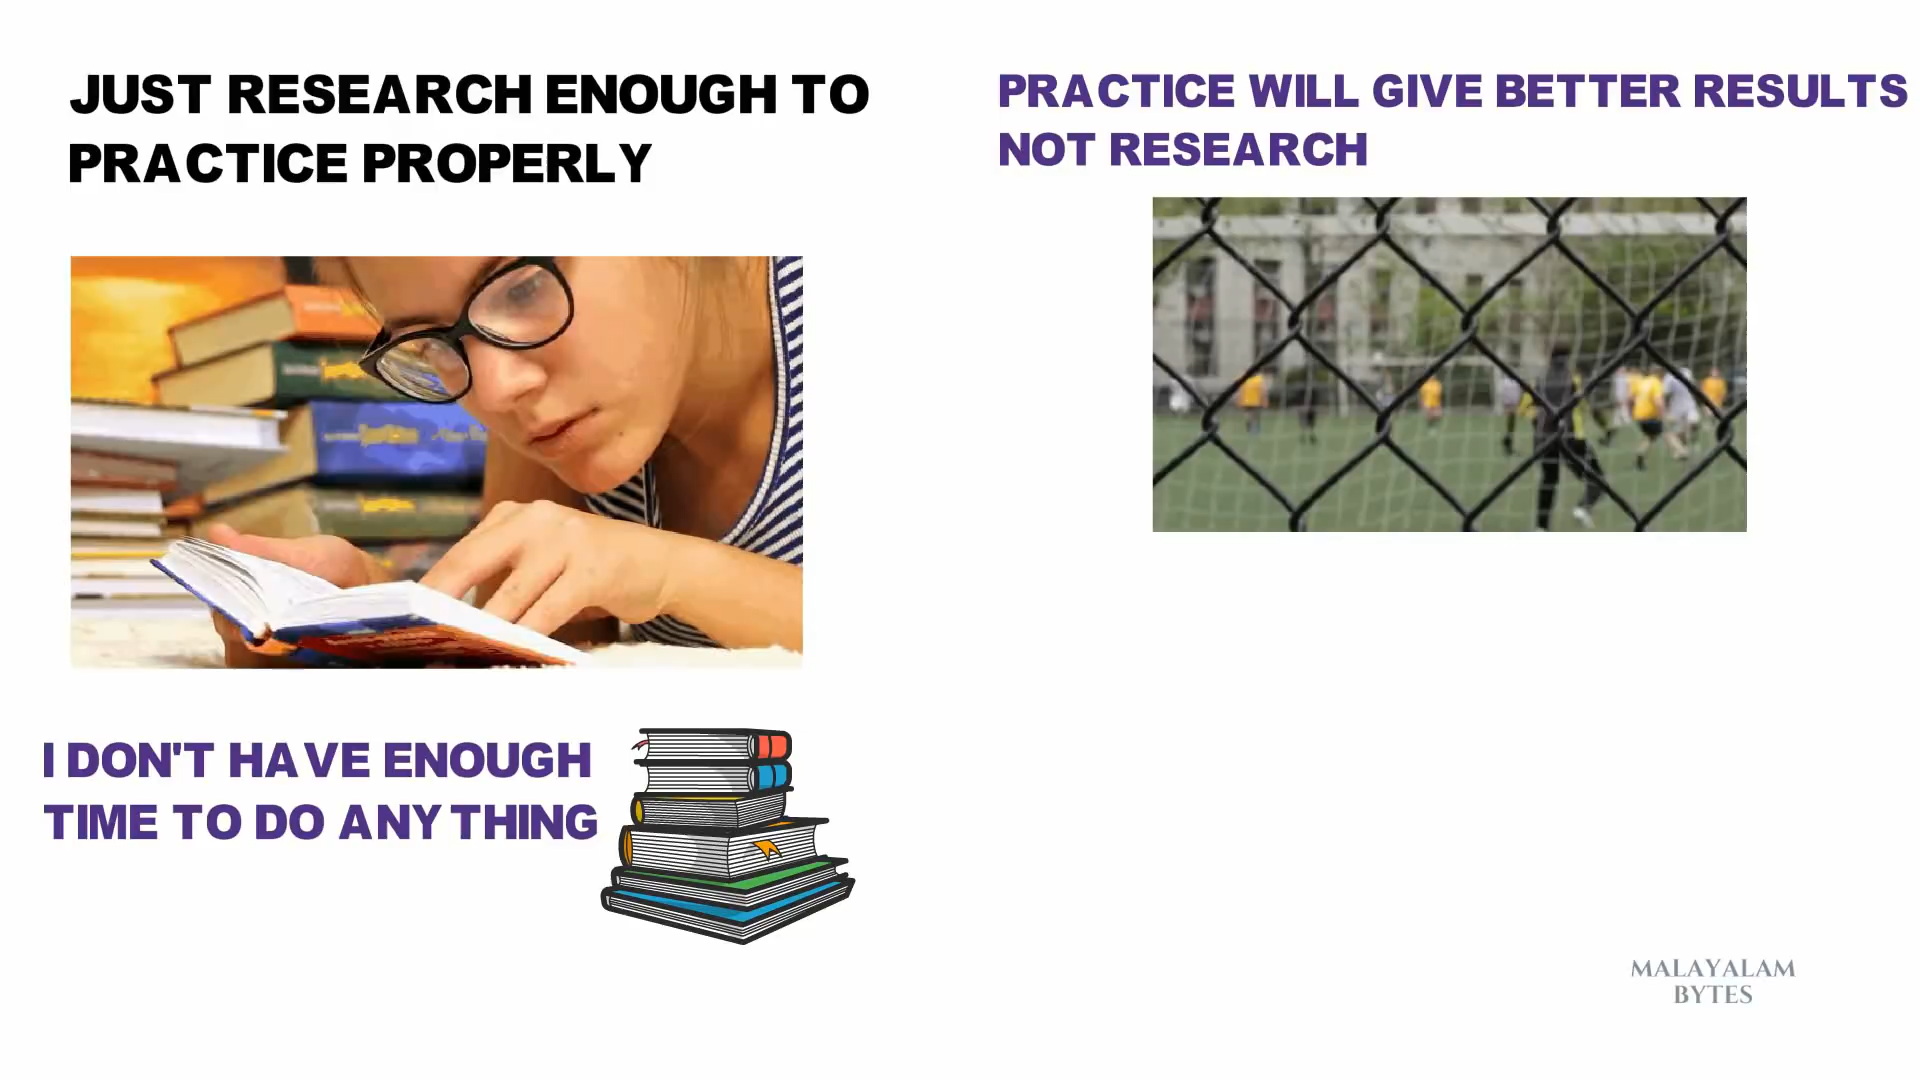 JUST RESEARCH ENOUGH TO
PRACTICE PROPERLY
I DON'T HAVE ENOUGH
TIME TO DO ANY THING
PRACTICE WILL GIVE BETTER RESULTS
NOT RESEARCH
MALAYALAM
BYTES